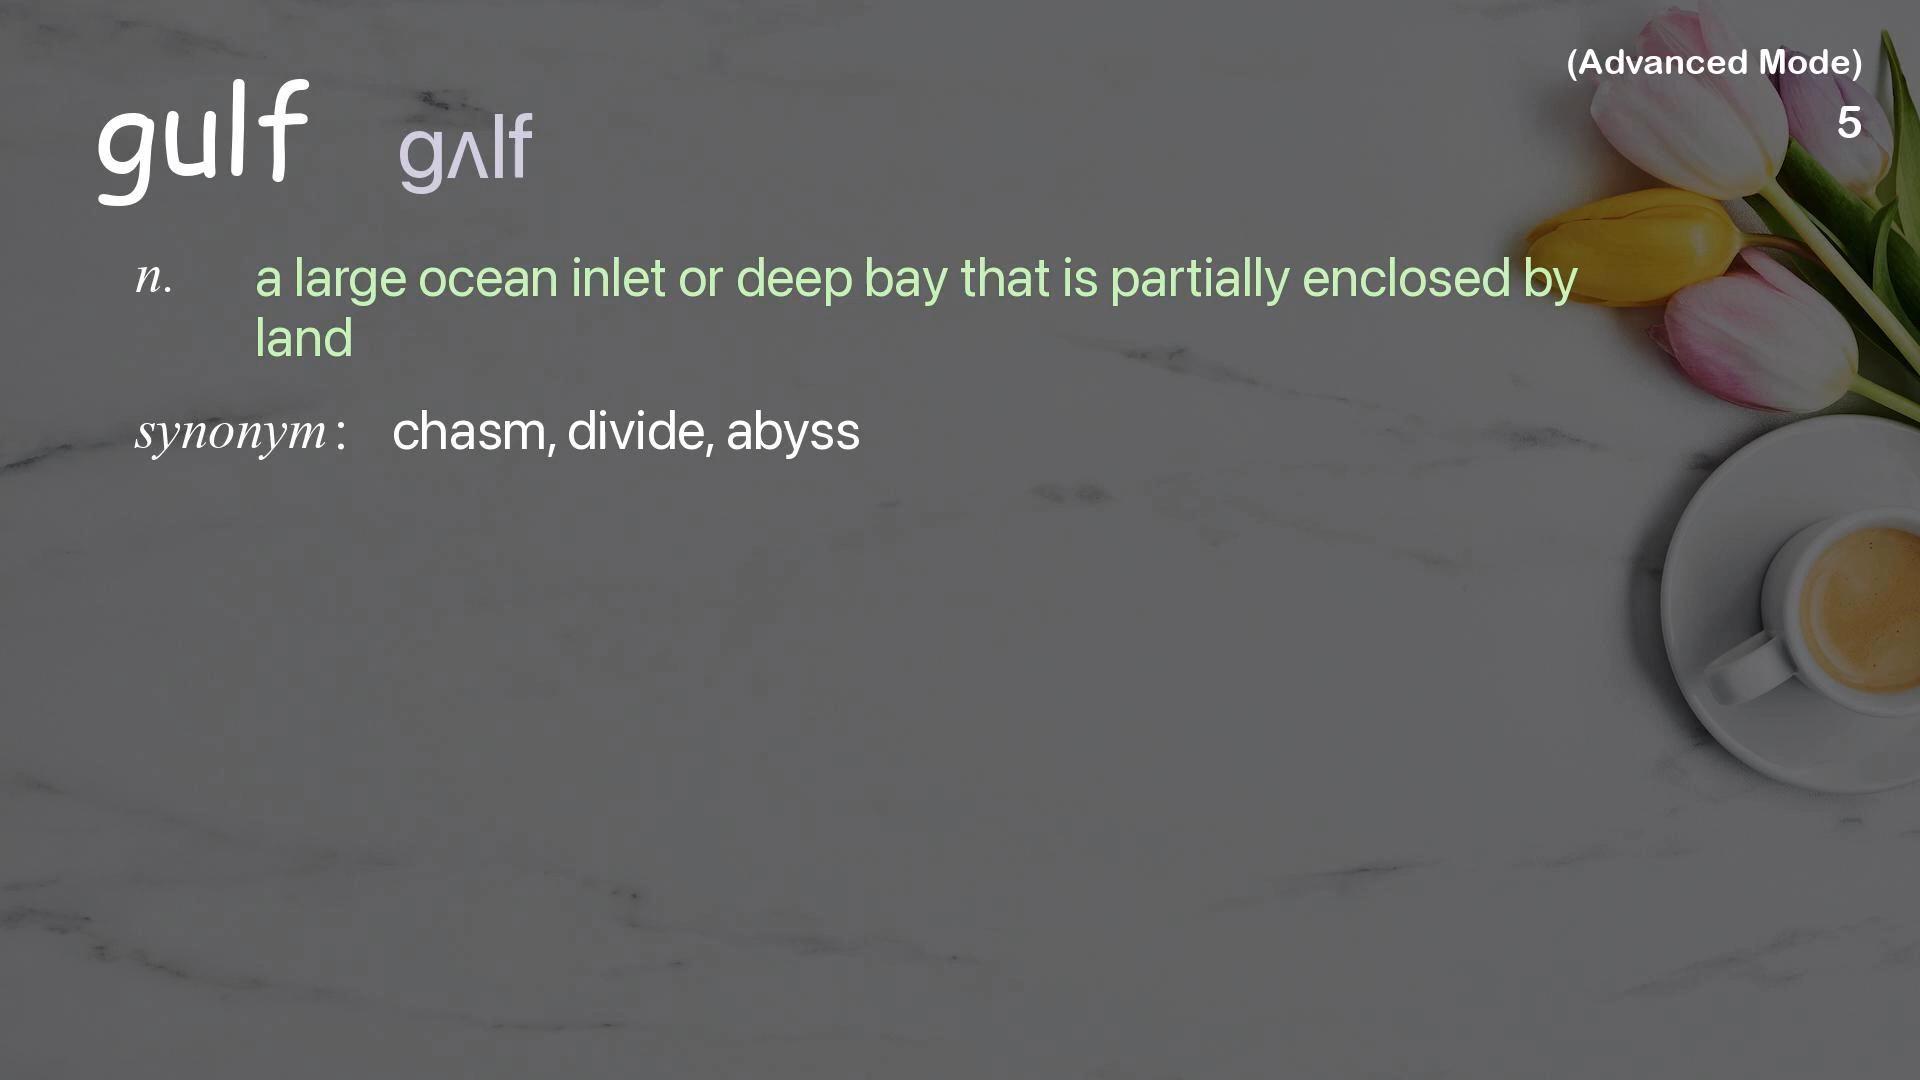 (Advanced Mode)
5
gulf gʌlf
n. a large ocean inlet or deep bay that is partially enclosed by
land
synonym: chasm, divide, abyss